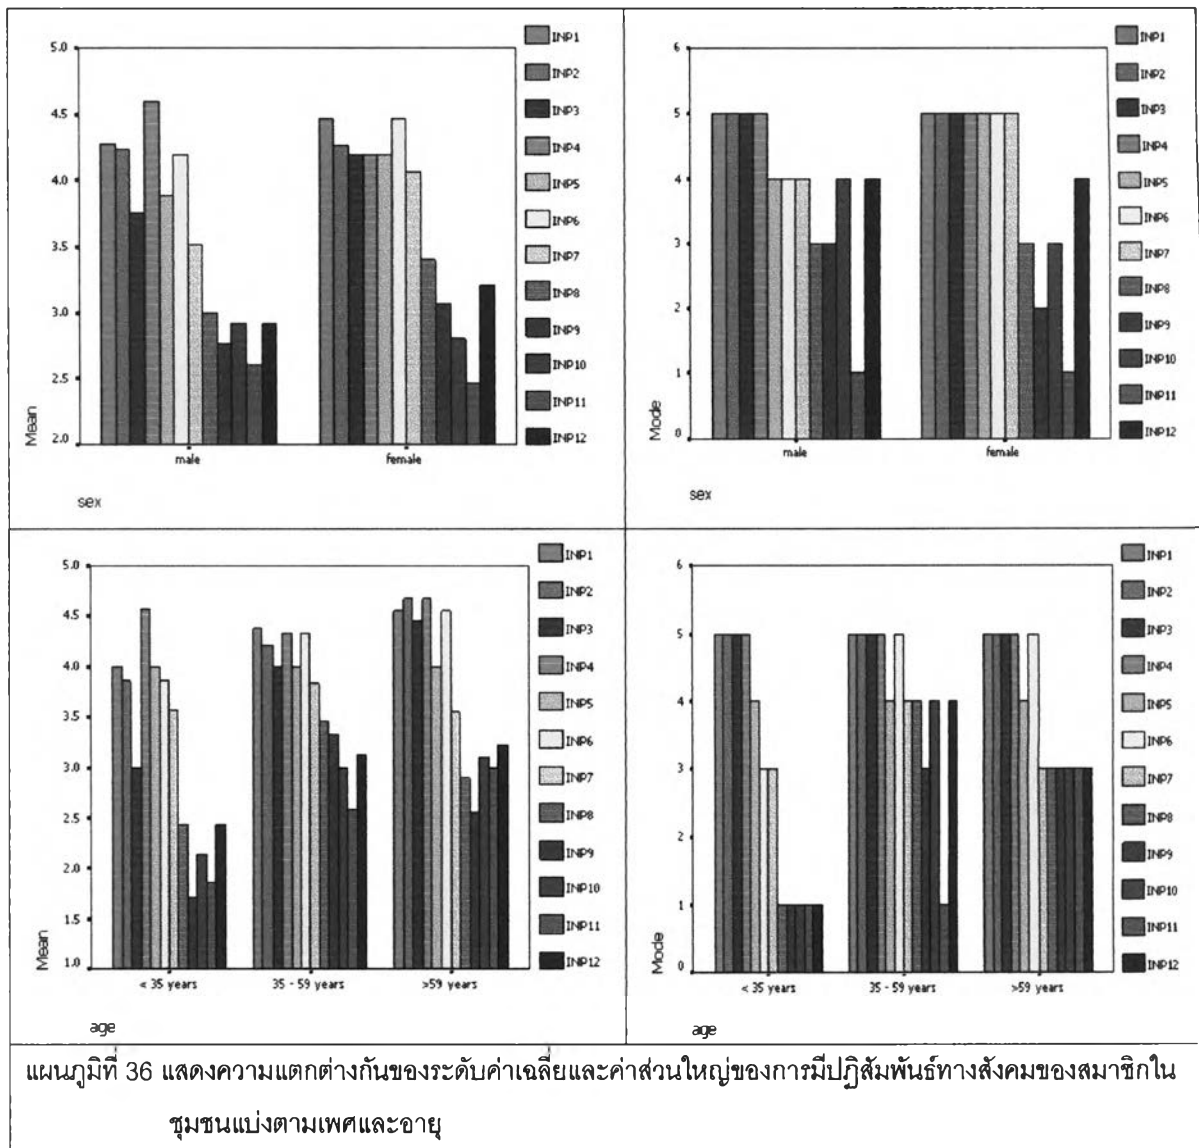 5.0
4.5
4.0
3.5
3.0
2.5
2.0
Mean
male
female
sex
INP1
INP2
INP3
INP4
INP5
INP6
INP7
INP8
INP9
INP10
INP11
INP12
6
5
4
3
2
1
0
Mode
male
female
sex
INP1
INP2
INP3
INP4
INP5
INP6
INP7
INP8
INP9
INP10
INP11
INP12
5.0
4.5
4.0
3.5
3.0
2.5
2.0
1.5
1.0
Mean
< 35 years
35 - 59 years
>59 years
age
INP1
INP2
INP3
INP4
INP5
INP6
INP7
INP8
INP9
INP10
INP11
INP12
6
5
4
3
2
1
0
Mode
< 35 years
35 - 59 years
>59 years
age
INP1
INP2
INP3
INP4
INP5
INP6
INP7
INP8
INP9
INP10
INP11
INP12
แผนภูมิที่ 36 แสดงความแตกต่างกันของระดับค่าเฉลี่ยและค่าส่วนใหญ่ของการมีปฏิสัมพันธ์ทางสังคมของสมาชิกใน
ชุมชนแบ่งตามเพศและอายุ